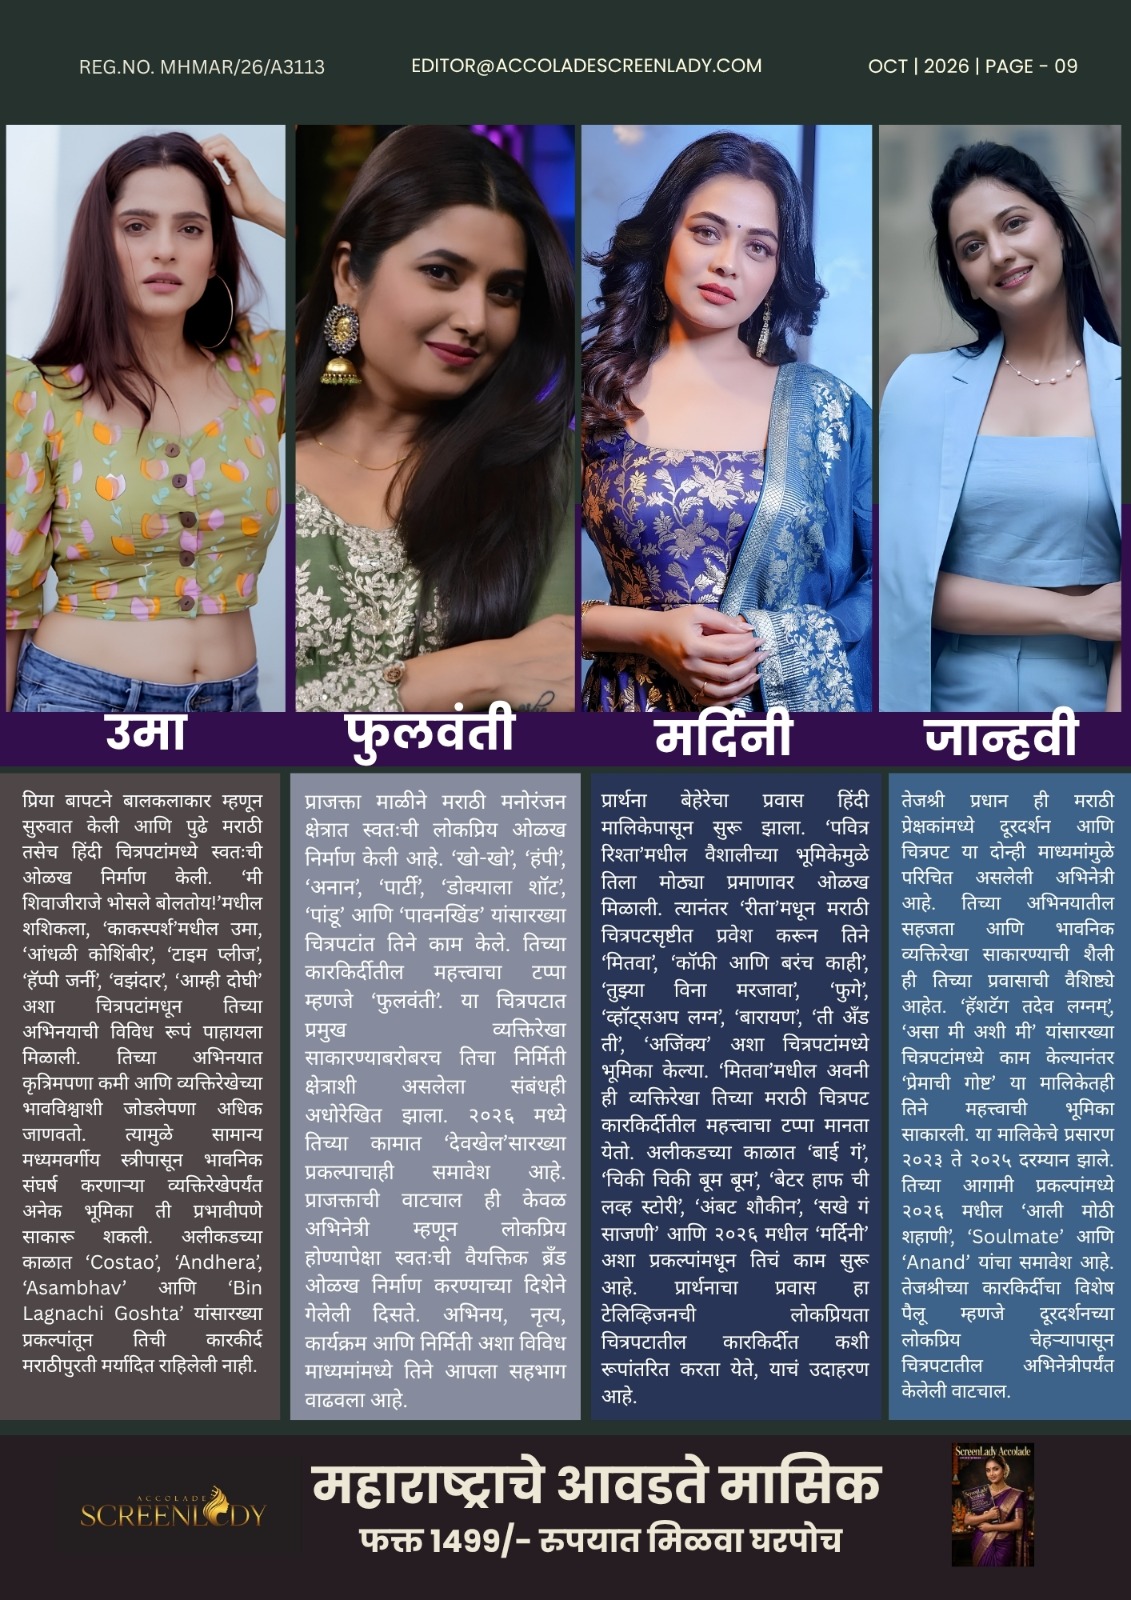 REG.NO. MHMAR/26/A3113
EDITOR@ACCOLADESCREENLADY.COM
OCT | 2026 | PAGE - 09
उमा
प्रिया बापटने बालकलाकार म्हणून
सुरुवात केली आणि पुढे मराठी
तसेच हिंदी चित्रपटांमध्ये स्वतःची
ओळख निर्माण केली. ‘मी
शिवाजीराजे भोसले बोलतोय!’मधील
शशिकला, ‘काकस्पर्श’मधील उमा,
‘आंधळी कोशिंबीर’, ‘टाइम प्लीज’,
‘हॅप्पी जर्नी’, ‘वझंदार’, ‘आम्ही दोघी’
अशा चित्रपटांमधून तिच्या
अभिनयाची विविध रूपं पाहायला
मिळाली. तिच्या अभिनयात
कृत्रिमपणा कमी आणि व्यक्तिरेखेच्या
भावविश्वाशी जोडलेपणा अधिक
जाणवतो. त्यामुळे सामान्य
मध्यमवर्गीय स्त्रीपासून भावनिक
संघर्ष करणाऱ्या व्यक्तिरेखेपर्यंत
अनेक भूमिका ती प्रभावीपणे
साकारू शकली. अलीकडच्या
काळात ‘Costao’, ‘Andhera’,
‘Asambhav’ आणि ‘Bin
Lagnachi Goshta’ यांसारख्या
प्रकल्पांतून तिची कारकीर्द
मराठीपुरती मर्यादित राहिलेली नाही.
फुलवंती
प्राजक्ता माळीने मराठी मनोरंजन
क्षेत्रात स्वतःची लोकप्रिय ओळख
निर्माण केली आहे. ‘खो-खो’, ‘हंपी’,
‘अनान’, ‘पार्टी’, ‘डोक्याला शॉट’,
‘पांडू’ आणि ‘पावनखिंड’ यांसारख्या
चित्रपटांत तिने काम केले. तिच्या
कारकिर्दीतील महत्त्वाचा टप्पा
म्हणजे ‘फुलवंती’. या चित्रपटात
प्रमुख व्यक्तिरेखा
साकारण्याबरोबरच तिचा निर्मिती
क्षेत्राशी असलेला संबंधही
अधोरेखित झाला. २०२६ मध्ये
तिच्या कामात ‘देवखेल’सारख्या
प्रकल्पाचाही समावेश आहे.
प्राजक्ताची वाटचाल ही केवळ
अभिनेत्री म्हणून लोकप्रिय
होण्यापेक्षा स्वतःची वैयक्तिक ब्रँड
ओळख निर्माण करण्याच्या दिशेने
गेलेली दिसते. अभिनय, नृत्य,
कार्यक्रम आणि निर्मिती अशा विविध
माध्यमांमध्ये तिने आपला सहभाग
वाढवला आहे.
मर्दिनी
प्रार्थना बेहेरेचा प्रवास हिंदी
मालिकेपासून सुरू झाला. ‘पवित्र
रिश्ता’मधील वैशालीच्या भूमिकेमुळे
तिला मोठ्या प्रमाणावर ओळख
मिळाली. त्यानंतर ‘रीता’मधून मराठी
चित्रपटसृष्टीत प्रवेश करून तिने
‘मितवा’, ‘कॉफी आणि बरंच काही’,
‘तुझ्या विना मरजावा’, ‘फुगे’,
‘व्हॉट्सअप लग्न’, ‘बारायण’, ‘ती अँड
ती’, ‘अजिंक्य’ अशा चित्रपटांमध्ये
भूमिका केल्या. ‘मितवा’मधील अवनी
ही व्यक्तिरेखा तिच्या मराठी चित्रपट
कारकिर्दीतील महत्वाचा टप्पा मानता
येतो. अलीकडच्या काळात ‘बाई गं’,
‘चिकी चिकी बूम बूम’, ‘बेटर हाफ ची
लव्ह स्टोरी’, ‘अंबट शौकीन’, ‘सखे गं
साजणी’ आणि २०२६ मधील ‘मर्दिनी’
अशा प्रकल्पांमधून तिचं काम सुरू
आहे. प्रार्थनाचा प्रवास हा
टेलिव्हिजनची लोकप्रियता
चित्रपटातील कारकिर्दीत कशी
रूपांतरित करता येते, याचं उदाहरण
आहे.
जान्हवी
तेजश्री प्रधान ही मराठी
प्रेक्षकांमध्ये दूरदर्शन आणि
चित्रपट या दोन्ही माध्यमांमुळे
परिचित असलेली अभिनेत्री
आहे. तिच्या अभिनयातील
सहजता आणि भावनिक
व्यक्तिरेखा साकारण्याची शैली
ही तिच्या प्रवासाची वैशिष्ट्ये
आहेत. ‘हॅशटॅग तदेव लग्नम्’,
‘असा मी अशी मी’ यांसारख्या
चित्रपटांमध्ये काम केल्यानंतर
‘प्रेमाची गोष्ट’ या मालिकेतही
तिने महत्त्वाची भूमिका
साकारली. या मालिकेचे प्रसारण
२०२३ ते २०२५ दरम्यान झाले.
तिच्या आगामी प्रकल्पांमध्ये
२०२६ मधील ‘आली मोठी
शहाणी’, ‘Soulmate’ आणि
‘Anand’ यांचा समावेश आहे.
तेजश्रीच्या कारकिर्दीचा विशेष
पैलू म्हणजे दूरदर्शनच्या
लोकप्रिय चेहऱ्यापासून
चित्रपटातील अभिनेत्रीपर्यंत
केलेली वाटचाल.
ACCOLADE
SCREENLADY
महाराष्ट्राचे आवडते मासिक
फक्त 1499/- रुपयात मिळवा घरपोच
ScreenLady Accolade